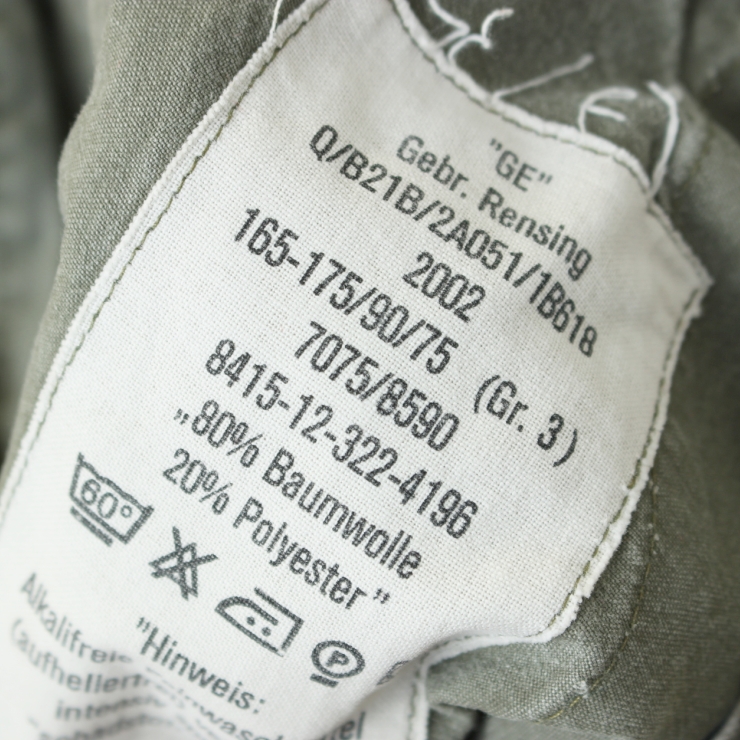 "GE"
Gebr. Rensing
Q/B21B/2A051/1B618
2002
165-175/90/75 (Gr. 3)
7075/8590
8415-12-322-4196
„80% Baumwolle
20% Polyester"
60°
P
"Hinweis:
Alkalifreie